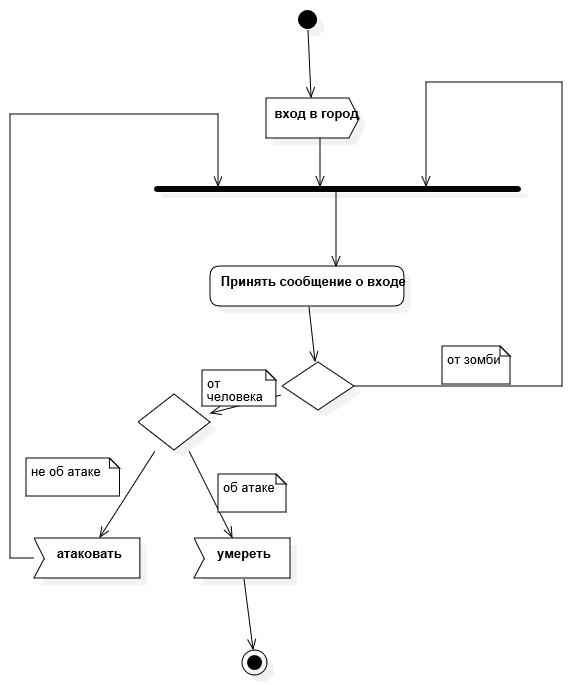 вход в город
Принять сообщение о входе
от зомби
от
человека
не об атаке
об атаке
атаковать
умереть